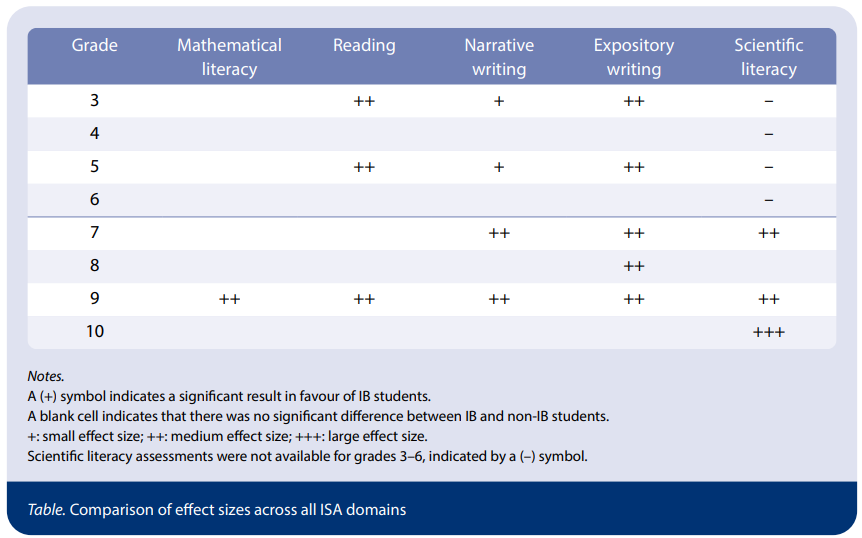 Grade Mathematical literacy Reading Narrative writing Expository writing Scientific literacy
3 ++ + ++ –
4 –
5 ++ + ++ –
6 –
7 ++ ++ ++
8 ++
9 ++ ++ ++ ++ ++
10 +++
Notes.
A (+) symbol indicates a significant result in favour of IB students.
A blank cell indicates that there was no significant difference between IB and non-IB students.
+: small effect size; ++: medium effect size; +++: large effect size.
Scientific literacy assessments were not available for grades 3–6, indicated by a (–) symbol.
Table. Comparison of effect sizes across all ISA domains